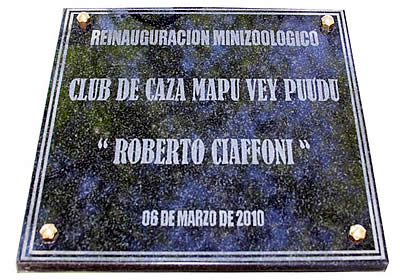 REINAUGURACION MINIZOOLOGICO
CLUB DE CAZA MAPU VEY PUUDU
“ ROBERTO CIAFFONI “
06 DE MARZO DE 2010